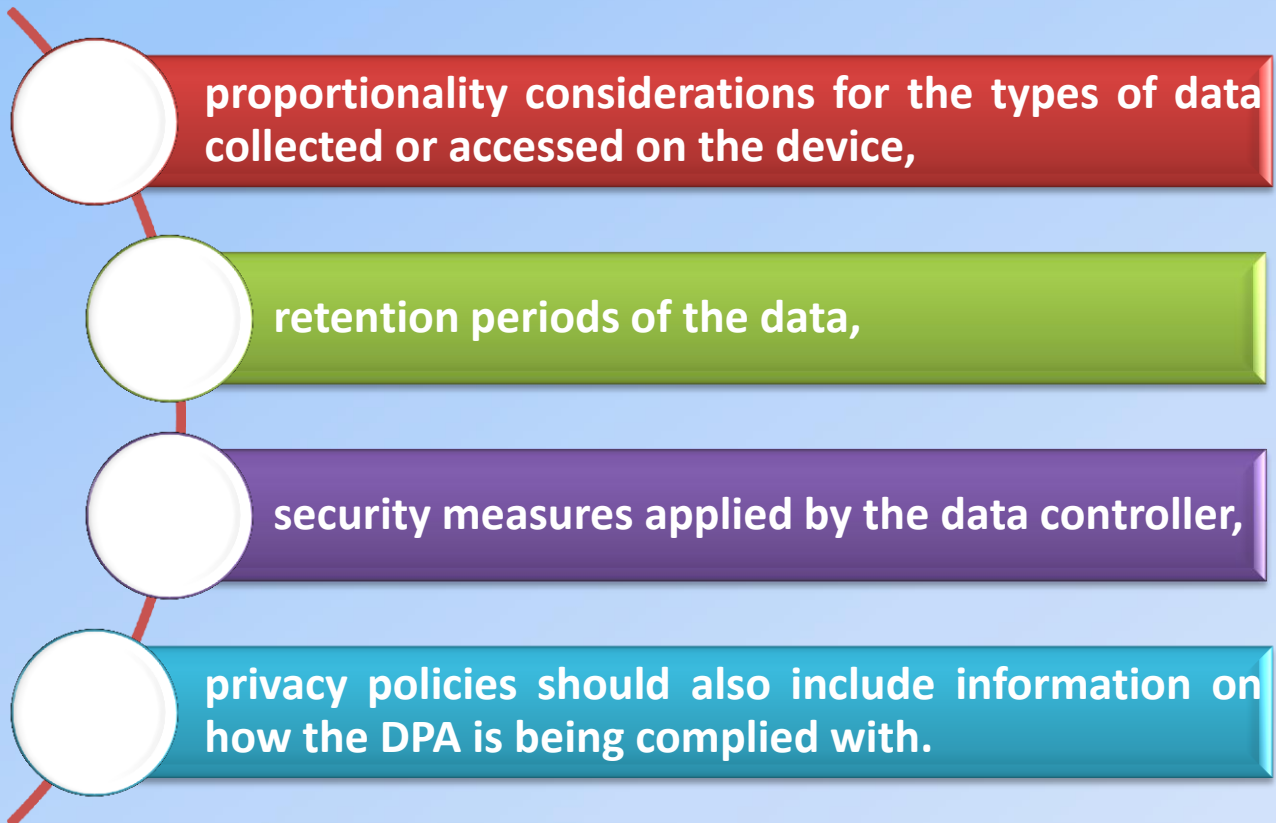 proportionality considerations for the types of data
collected or accessed on the device,
retention periods of the data,
security measures applied by the data controller,
privacy policies should also include information on
how the DPA is being complied with.